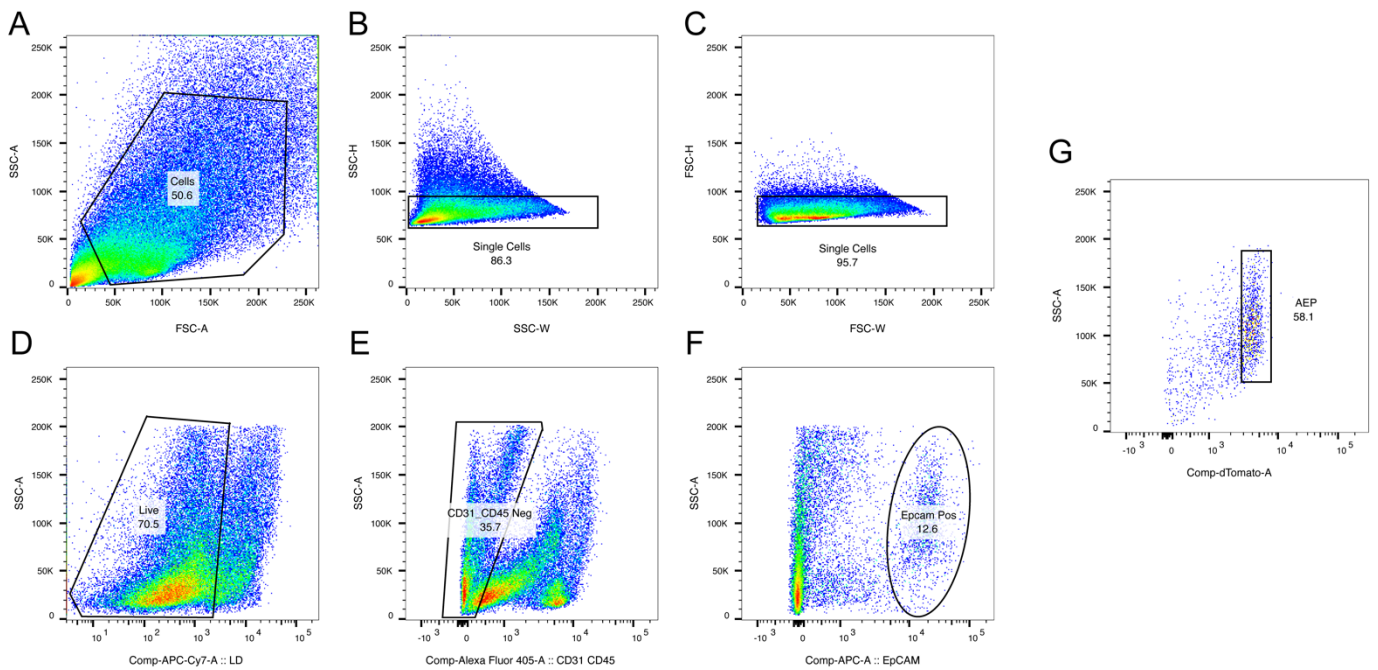 A
250K
200K
150K
100K
50K
0
SSC-A
Cells
50.6
0
50K
100K
150K
200K
250K
FSC-A
B
250K
200K
150K
100K
50K
0
SSC-H
Single Cells
86.3
0
50K
100K
150K
200K
250K
SSC-W
C
250K
200K
150K
100K
50K
0
FSC-H
Single Cells
95.7
0
50K
100K
150K
200K
250K
FSC-W
D
250K
200K
150K
100K
50K
0
SSC-A
Live
70.5
10 1
10 2
10 3
10 4
10 5
Comp-APC-Cy7-A :: LD
E
250K
200K
150K
100K
50K
0
SSC-A
CD31_CD45 Neg
35.7
-10 3
0
10 3
10 4
10 5
Comp-Alexa Fluor 405-A :: CD31 CD45
F
250K
200K
150K
100K
50K
0
SSC-A
Epcam Pos
12.6
-10 3
0
10 3
10 4
10 5
Comp-APC-A :: EpCAM
G
250K
200K
150K
100K
50K
0
SSC-A
AEP
58.1
-10 3
0
10 3
10 4
10 5
Comp-dTomato-A